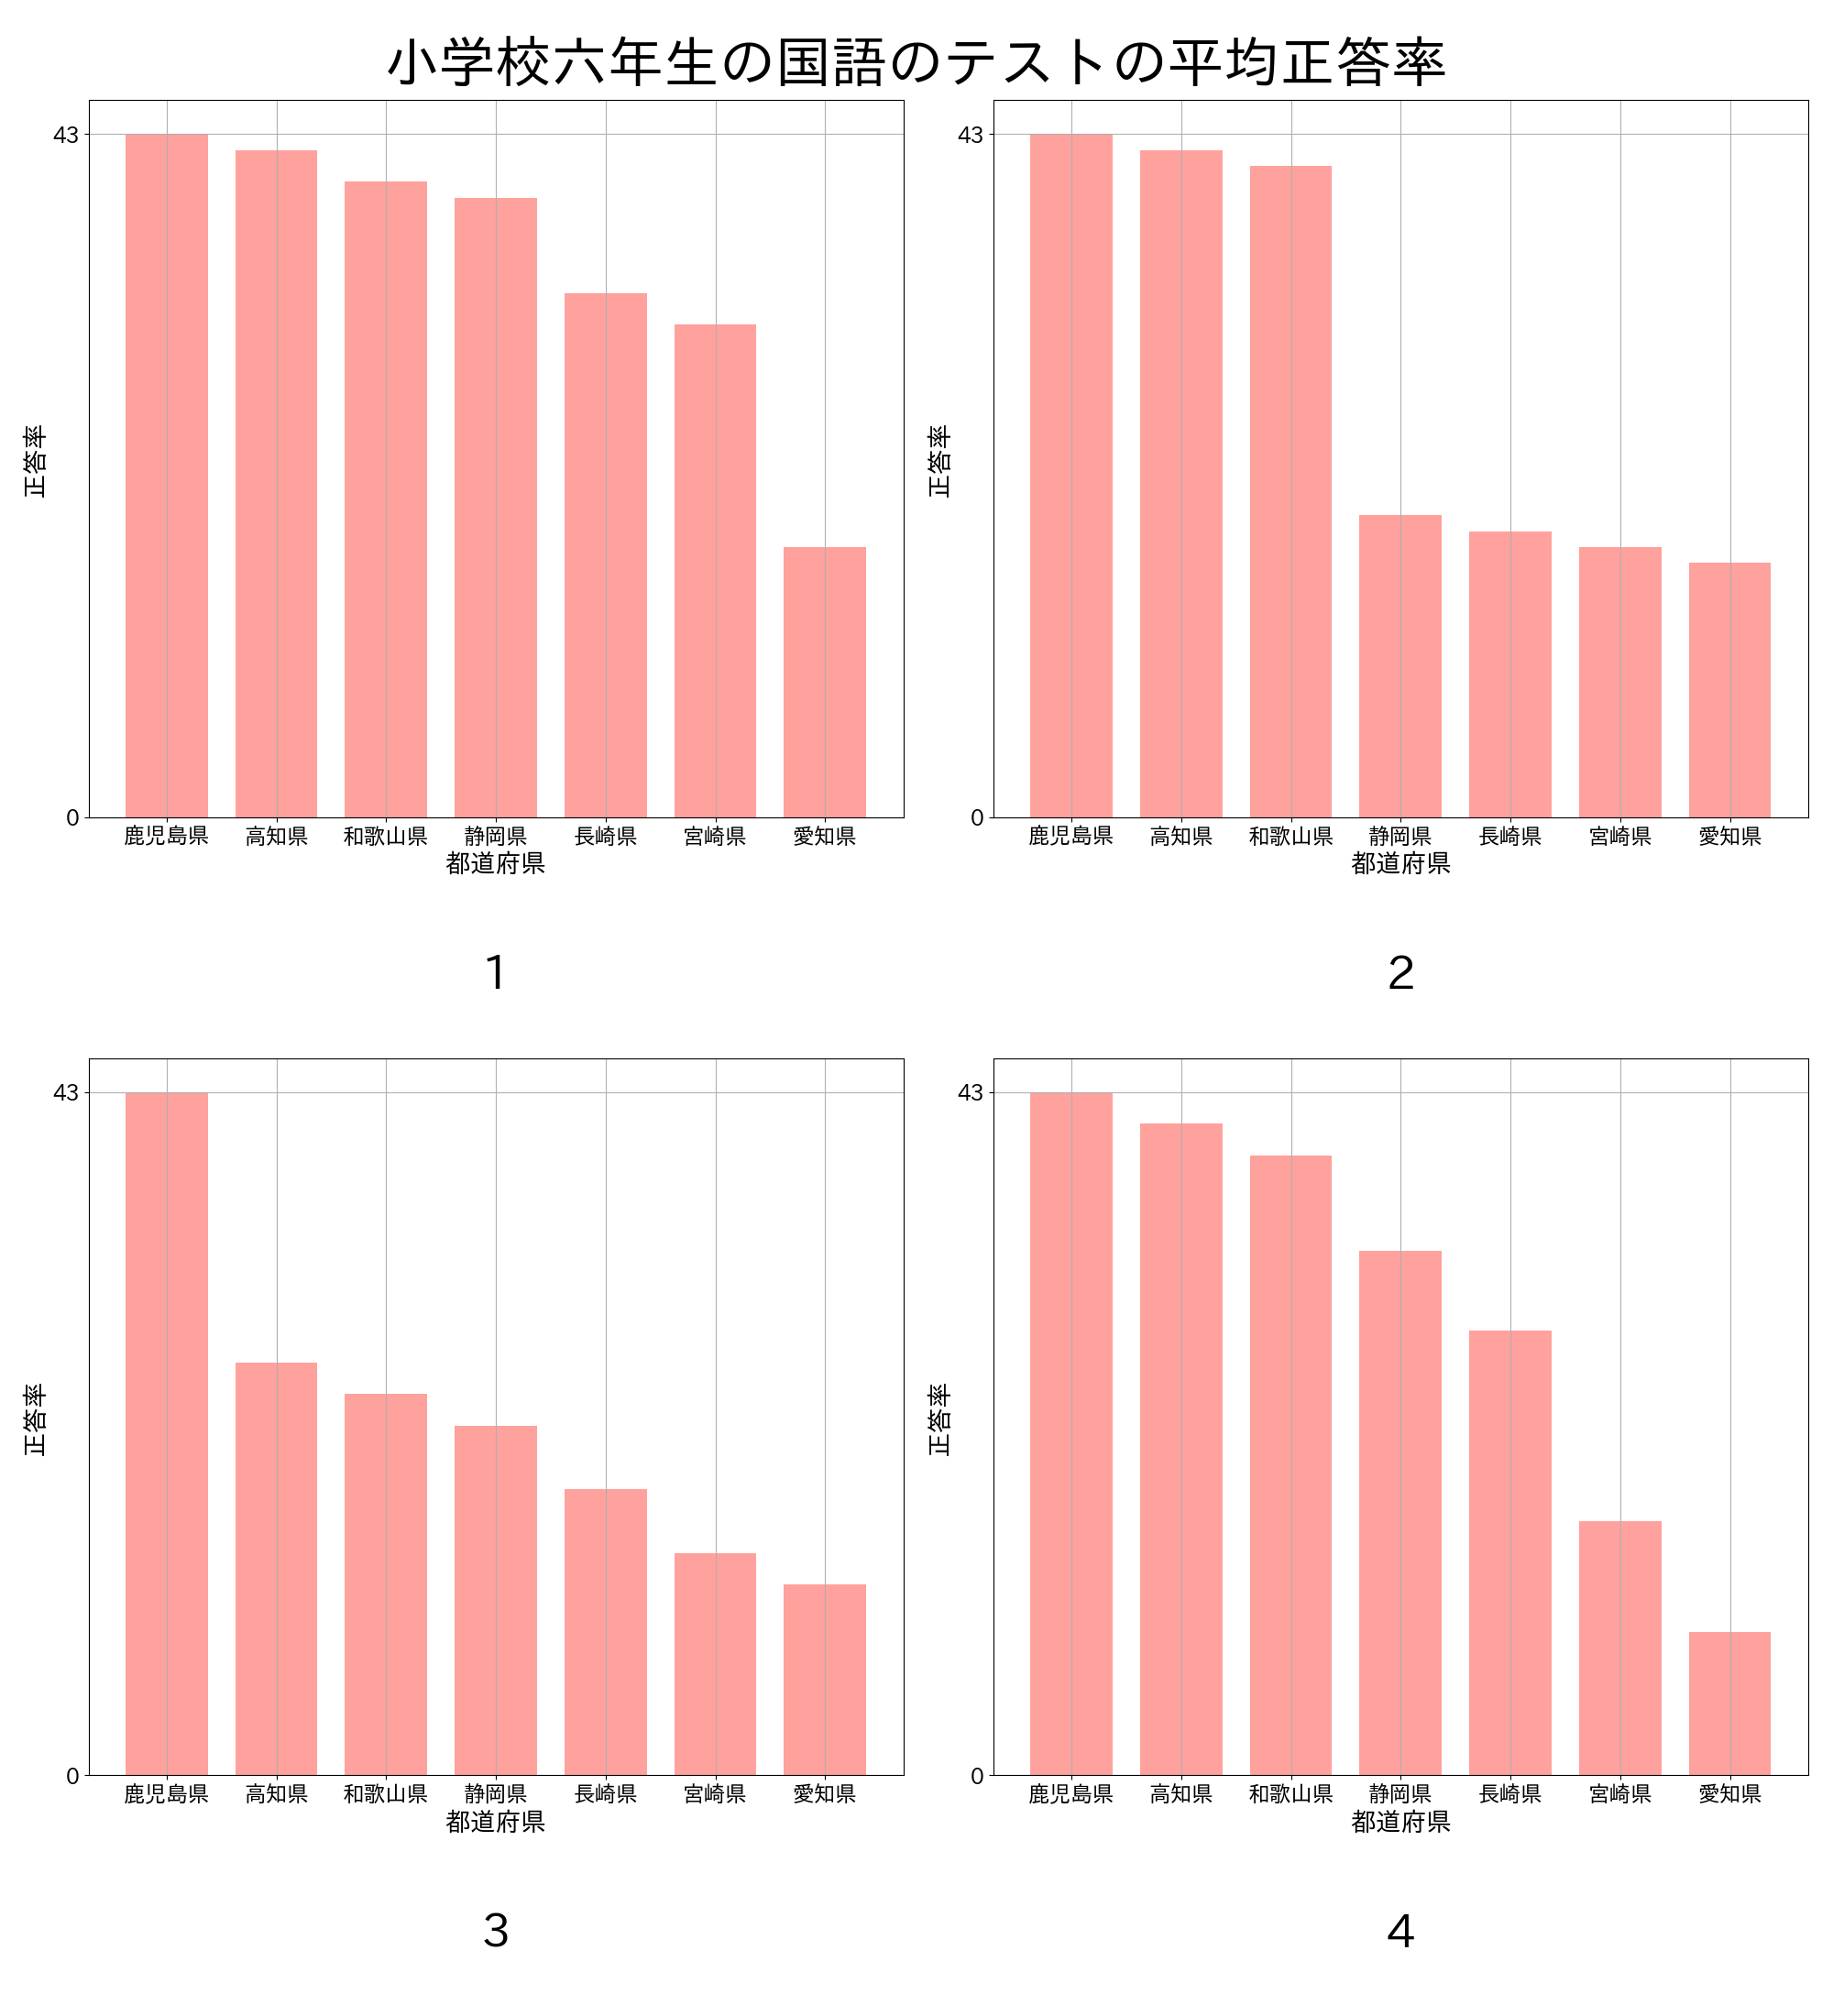 小学校六年生の国語のテストの平均正答率
43
0
正答率
鹿児島県 高知県 和歌山県 静岡県 長崎県 宮崎県 愛知県
都道府県
1
43
0
正答率
鹿児島県 高知県 和歌山県 静岡県 長崎県 宮崎県 愛知県
都道府県
2
43
0
正答率
鹿児島県 高知県 和歌山県 静岡県 長崎県 宮崎県 愛知県
都道府県
3
43
0
正答率
鹿児島県 高知県 和歌山県 静岡県 長崎県 宮崎県 愛知県
都道府県
4